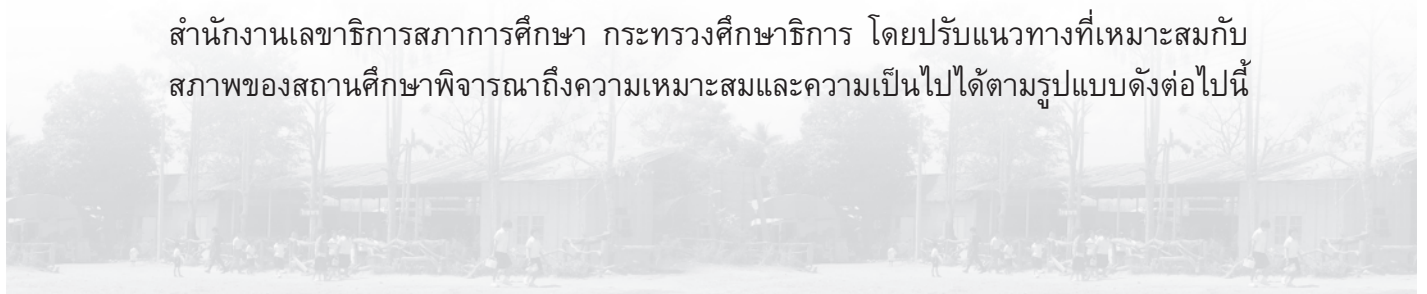 สำนักงานเลขาธิการสภาการศึกษา กระทรวงศึกษาธิการ โดยปรับแนวทางที่เหมาะสมกับ
สภาพของสถานศึกษาพิจารณาถึงความเหมาะสมและความเป็นไปได้ตามรูปแบบดังต่อไปนี้